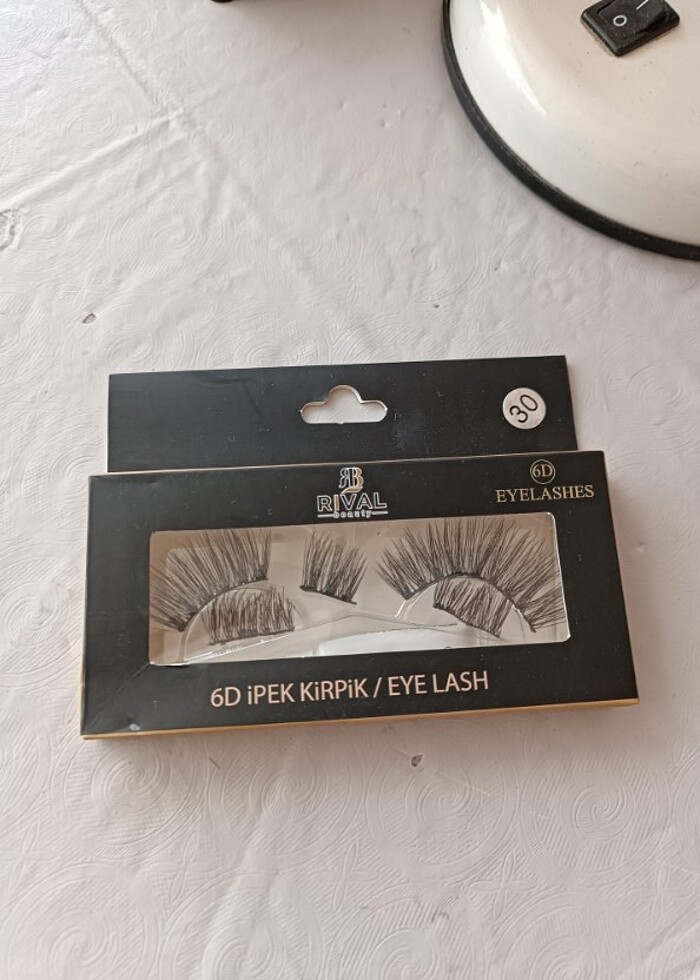 30
RB
RIVAL
beauty
6D
EYELASHES
6D iPEK KiRPiK / EYE LASH